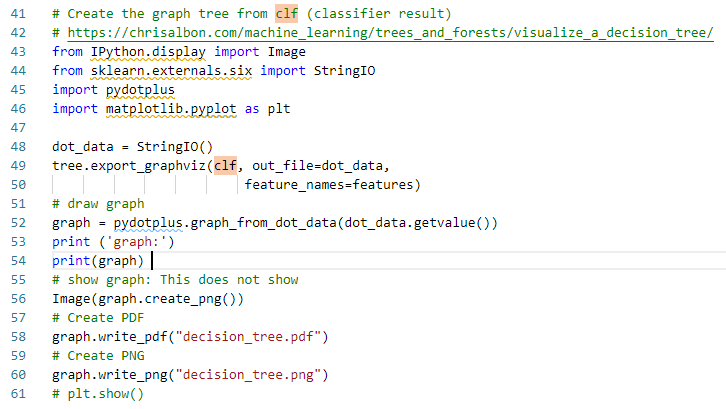 41 # Create the graph tree from clf (classifier result)
42 # https://chrisalbon.com/machine_learning/trees_and_forests/visualize_a_decision_tree/
43 from IPython.display import Image
44 from sklearn.externals.six import StringIO
45 import pydotplus
46 import matplotlib.pyplot as plt
47
48 dot_data = StringIO()
49 tree.export_graphviz(clf, out_file=dot_data,
50                          feature_names=features)
51 # draw graph
52 graph = pydotplus.graph_from_dot_data(dot_data.getvalue())
53 print ('graph:')
54 print(graph)
55 # show graph: This does not show
56 Image(graph.create_png())
57 # Create PDF
58 graph.write_pdf("decision_tree.pdf")
59 # Create PNG
60 graph.write_png("decision_tree.png")
61 # plt.show()